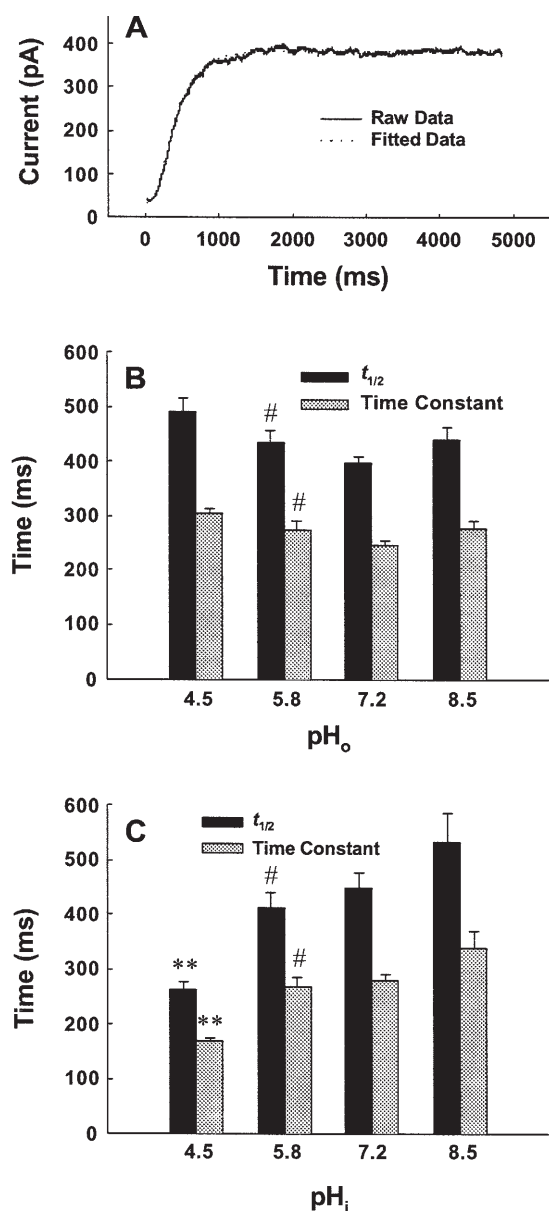 A
Current (pA)
400
300
200
100
0
Raw Data
Fitted Data
0 1000 2000 3000 4000 5000
Time (ms)
B
Time (ms)
600
500
400
300
200
100
0
t1/2
Time Constant
#
#
4.5 5.8 7.2 8.5
pHo
C
Time (ms)
600
500
400
300
200
100
0
t1/2
Time Constant
#
#
**
**
4.5 5.8 7.2 8.5
pHi